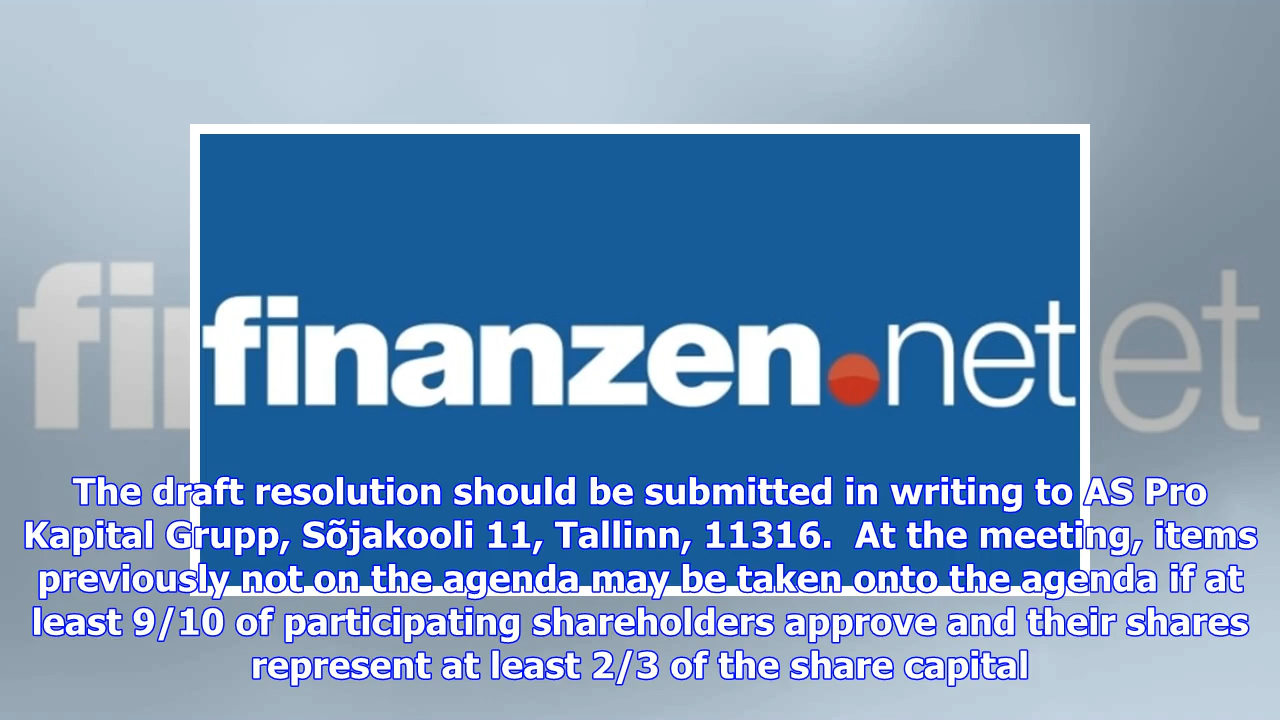 fin
finanzen.net
et
The draft resolution should be submitted in writing to AS Pro
Kapital Grupp, Sõjakooli 11, Tallinn, 11316.  At the meeting, items
previously not on the agenda may be taken onto the agenda if at
least 9/10 of participating shareholders approve and their shares
represent at least 2/3 of the share capital